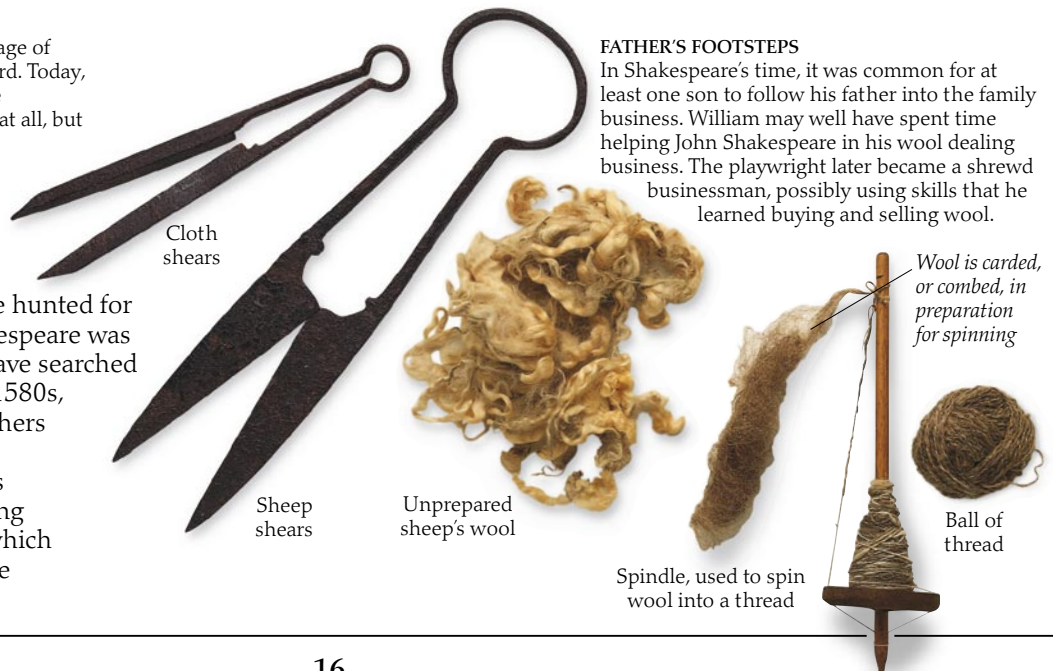 age of
rd. Today,
at all, but
Cloth
shears
e hunted for
espeare was
ave searched
1580s,
hers
s
ng
which
e
Sheep
shears
Unprepared
sheep's wool
FATHER'S FOOTSTEPS
In Shakespeare's time, it was common for at
least one son to follow his father into the family
business. William may well have spent time
helping John Shakespeare in his wool dealing
business. The playwright later became a shrewd
businessman, possibly using skills that he
learned buying and selling wool.
Wool is carded,
or combed, in
preparation
for spinning
Ball of
thread
Spindle, used to spin
wool into a thread
16